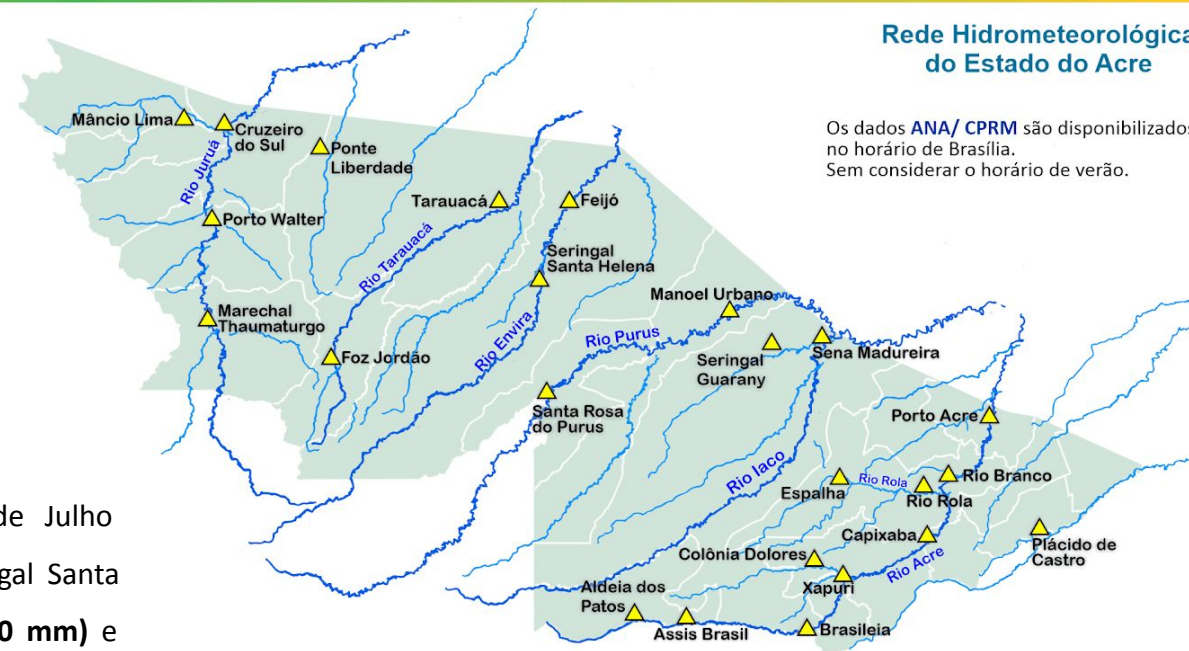 Rede Hidrometeorológica
do Estado do Acre
Os dados ANA/ CPRM são disponibilizados
no horário de Brasília.
Sem considerar o horário de verão.
Mâncio Lima
Cruzeiro
do Sul
Ponte
Liberdade
Rio Juruá
Tarauacá
Feijó
Porto Walter
Rio Tarauacá
Seringal
Santa Helena
Manoel Urbano
Marechal
Thaumaturgo
Rio Envira
Rio Purus
Foz Jordão
Seringal
Guarany
Sena Madureira
Santa Rosa
do Purus
Porto Acre
Rio Iaco
Espalha
Rio Rola
Rio Branco
Rio Rola
Capixaba
Plácido de
Castro
Colônia Dolores
Rio Acre
Xapuri
Aldeia dos
Patos
Assis Brasil
Brasileia
de Julho
gal Santa
0 mm) e